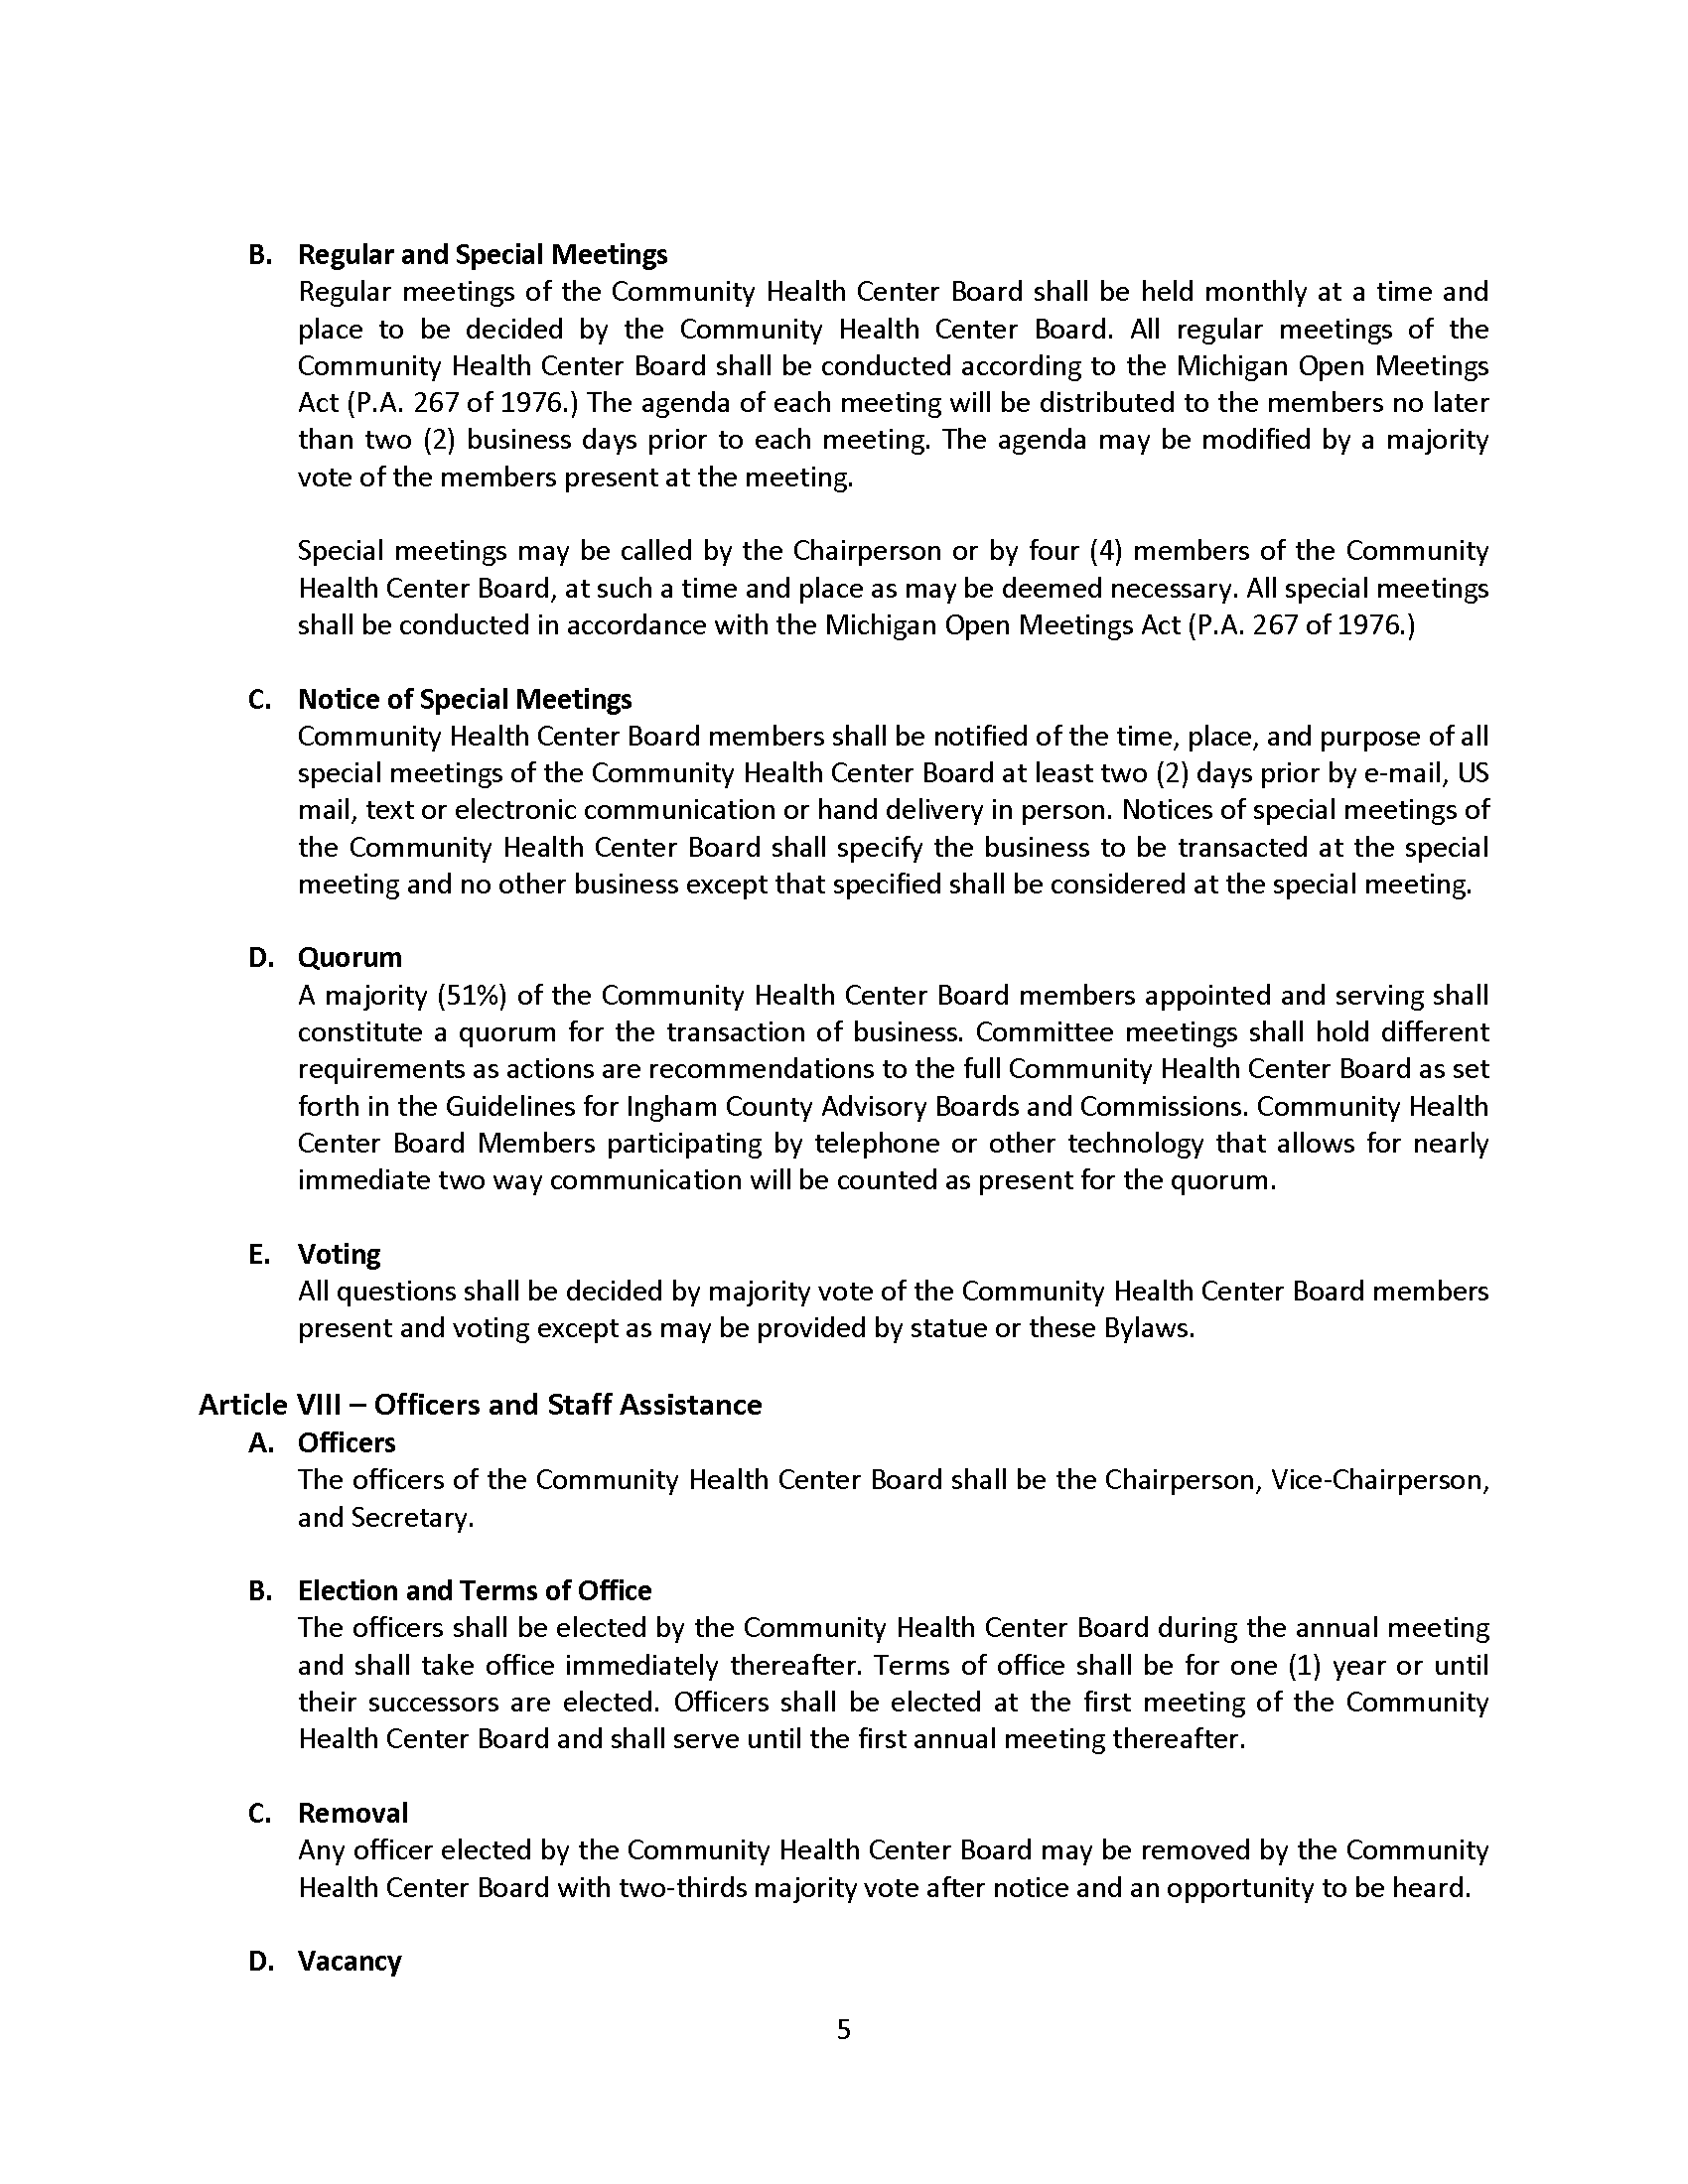 B. Regular and Special Meetings
Regular meetings of the Community Health Center Board shall be held monthly at a time and
place to be decided by the Community Health Center Board. All regular meetings of the
Community Health Center Board shall be conducted according to the Michigan Open Meetings
Act (P.A. 267 of 1976.) The agenda of each meeting will be distributed to the members no later
than two (2) business days prior to each meeting. The agenda may be modified by a majority
vote of the members present at the meeting.
Special meetings may be called by the Chairperson or by four (4) members of the Community
Health Center Board, at such a time and place as may be deemed necessary. All special meetings
shall be conducted in accordance with the Michigan Open Meetings Act (P.A. 267 of 1976.)
C. Notice of Special Meetings
Community Health Center Board members shall be notified of the time, place, and purpose of all
special meetings of the Community Health Center Board at least two (2) days prior by e-mail, US
mail, text or electronic communication or hand delivery in person. Notices of special meetings of
the Community Health Center Board shall specify the business to be transacted at the special
meeting and no other business except that specified shall be considered at the special meeting.
D. Quorum
A majority (51%) of the Community Health Center Board members appointed and serving shall
constitute a quorum for the transaction of business. Committee meetings shall hold different
requirements as actions are recommendations to the full Community Health Center Board as set
forth in the Guidelines for Ingham County Advisory Boards and Commissions. Community Health
Center Board Members participating by telephone or other technology that allows for nearly
immediate two way communication will be counted as present for the quorum.
E. Voting
All questions shall be decided by majority vote of the Community Health Center Board members
present and voting except as may be provided by statue or these Bylaws.
Article VIII – Officers and Staff Assistance
A. Officers
The officers of the Community Health Center Board shall be the Chairperson, Vice-Chairperson,
and Secretary.
B. Election and Terms of Office
The officers shall be elected by the Community Health Center Board during the annual meeting
and shall take office immediately thereafter. Terms of office shall be for one (1) year or until
their successors are elected. Officers shall be elected at the first meeting of the Community
Health Center Board and shall serve until the first annual meeting thereafter.
C. Removal
Any officer elected by the Community Health Center Board may be removed by the Community
Health Center Board with two-thirds majority vote after notice and an opportunity to be heard.
D. Vacancy
5